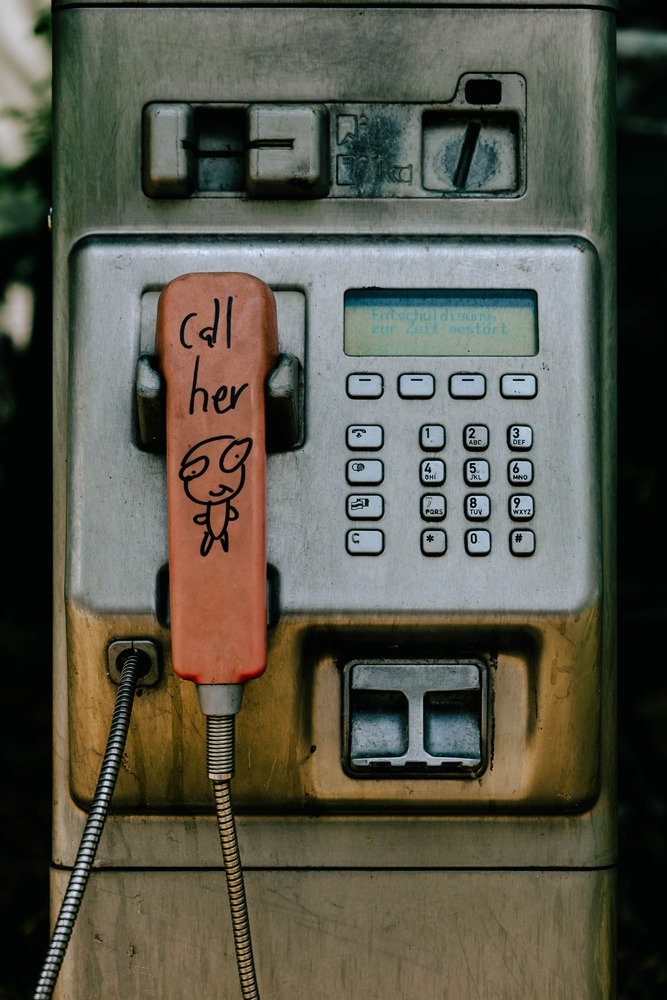 call
her
Entschuldigung,
zur Zeit gestört
1 2 ABC 3 DEF
4 GHI 5 JKL 6 MNO
7 PQRS 8 TUV 9 WXYZ
* 0 #